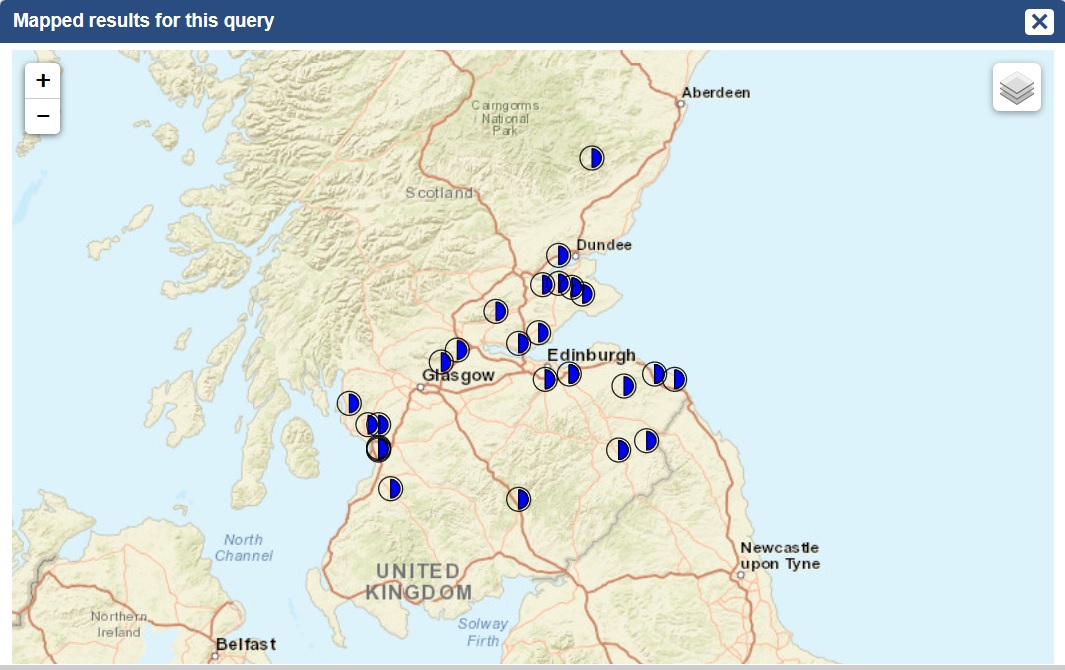 Mapped results for this query
+
−
Aberdeen
Cairngorms
National
Park
Scotland
Dundee
Edinburgh
Glasgow
North
Channel
Newcastle
upon Tyne
UNITED
KINGDOM
Northern
Ireland
Solway
Firth
Belfast